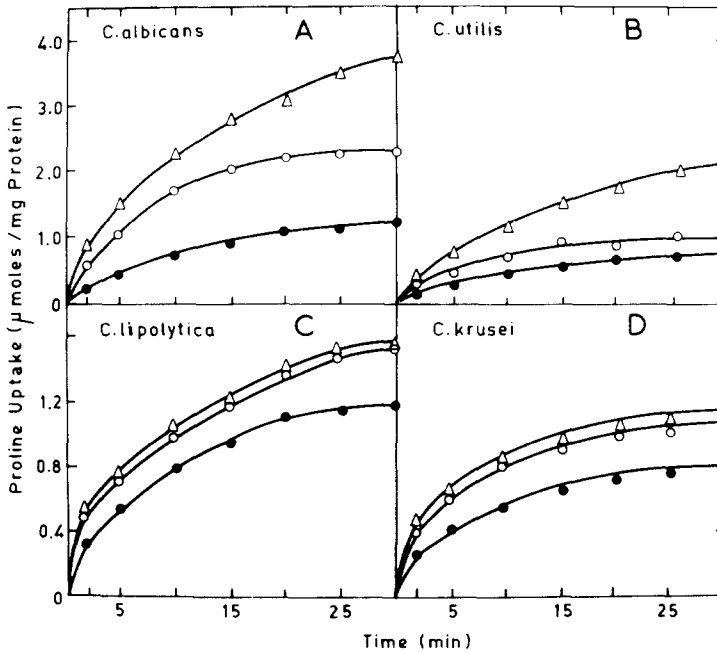 C.albicans A
C.utilis B
4.0
3.0
2.0
1.0
0
C.lipolytica C
C.krusei D
1.2
0.8
0.4
0
5 10 15 20 25
5 10 15 20 25
Proline Uptake (μmoles/mg Protein)
Time (min)